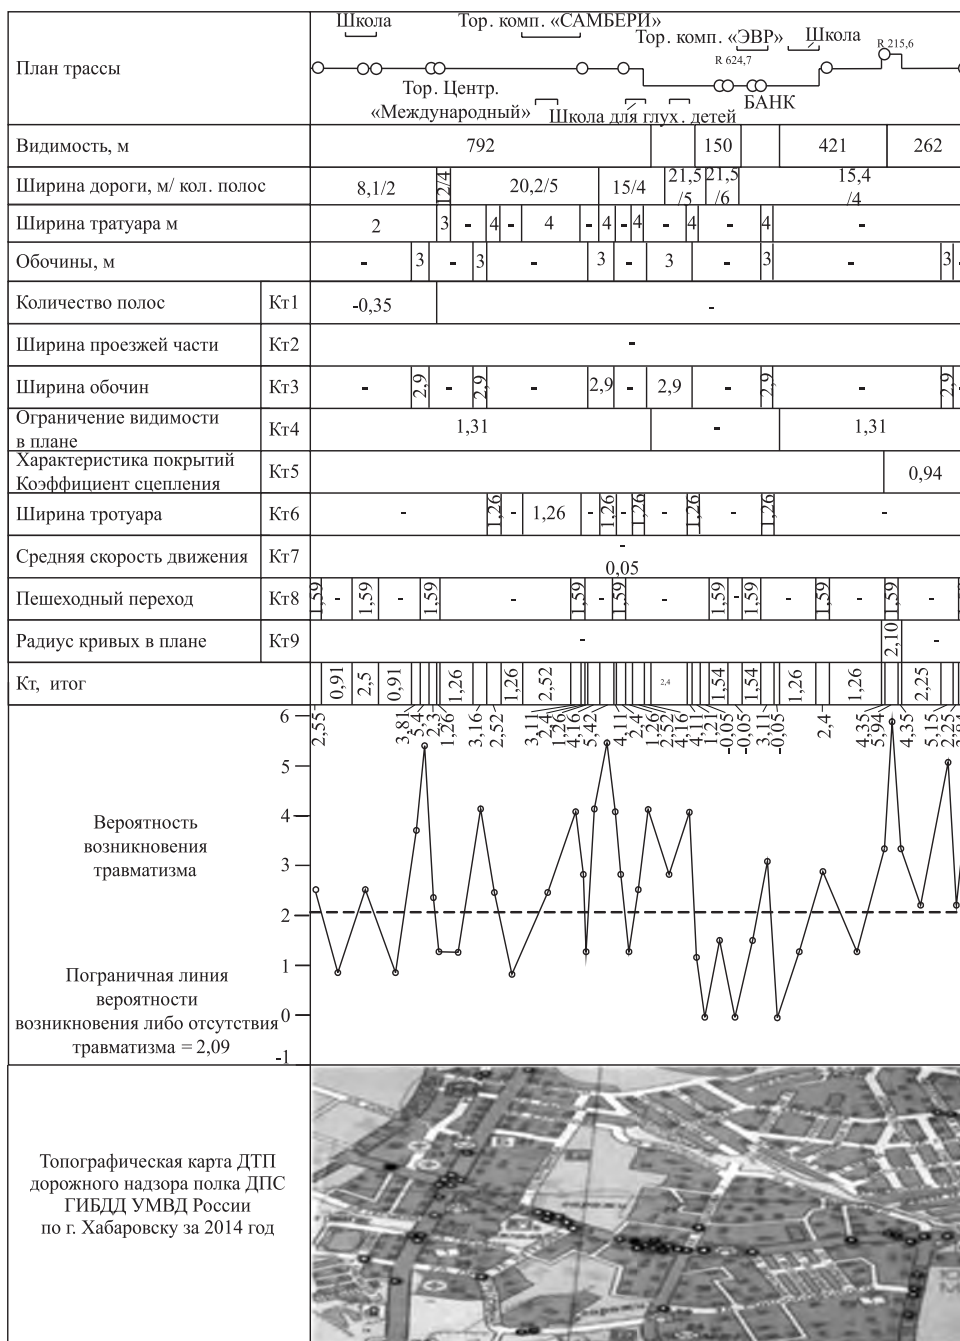 Школа
Тор. комп. «САМБЕРИ»
Тор. комп. «ЭВР»
Школа
R 215,6
R 624,7
План трассы
Тор. Центр.
«Международный»
Школа для глух. детей
БАНК
Видимость, м 792 150 421 262
Ширина дороги, м/ кол. полос 8,1/2 12/4 20,2/5 15/4 21,5 /5 21,5 /6 15,4 /4
Ширина тратуара м 2 3 - 4 - 4 - 4 - 4 - 4 - 4 -
Обочины, м - 3 - 3 - 3 - 3 - 3 - 3 -
Количество полос Кт1 -0,35 -
Ширина проезжей части Кт2 -
Ширина обочин Кт3 - 2,9 - 2,9 - 2,9 - 2,9 - 2,9 - 2,9 -
Ограничение видимости
в плане Кт4 1,31 - 1,31
Характеристика покрытий
Коэффициент сцепления Кт5 0,94
Ширина тротуара Кт6 - 1,26 - 1,26 - 1,26 - 1,26 - 1,26 - 1,26 -
Средняя скорость движения Кт7 -
0,05
Пешеходный переход Кт8 1,59 - 1,59 - 1,59 - 1,59 - 1,59 - 1,59 - 1,59 - 1,59 - 1,59 -
Радиус кривых в плане Кт9 - 2,10 -
Кт, итог 0,91 2,5 0,91 1,26 1,26 2,52 2,4 1,54 1,54 1,26 1,26 2,25
2,55 3,81 5,4 2,3 1,26 3,16 2,52 3,11 2,4 1,26 4,16 5,42 4,11 2,4 1,26 2,52 4,16 4,11 1,21 -0,05 -0,05 3,11 -0,05 2,4 4,35 5,94 4,35 5,15 2,25
6
5
4
3
2
1
0
-1
Вероятность
возникновения
травматизма
Пограничная линия
вероятности
возникновения либо отсутствия
травматизма = 2,09
Топографическая карта ДТП
дорожного надзора полка ДПС
ГИБДД УМВД России
по г. Хабаровску за 2014 год